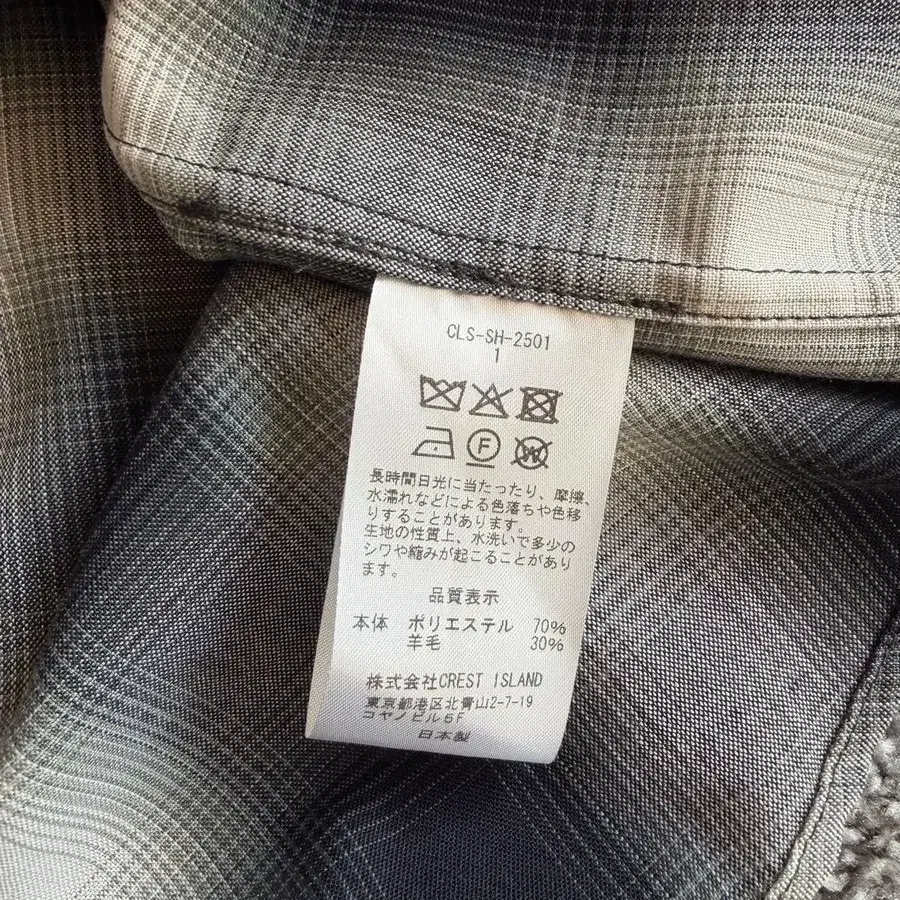 CLS-SH-2501
1
F
W
長時間日光に当たったり、摩擦、
水濡れなどによる色落ちや色移
りすることがあります。
生地の性質上、水洗いで多少の
シワや縮みが起こることがあり
ます。
品質表示
本体 ポリエステル 70%
羊毛 30%
株式会社CREST ISLAND
東京都港区北青山2-7-19
コヤノビル5F
日本製